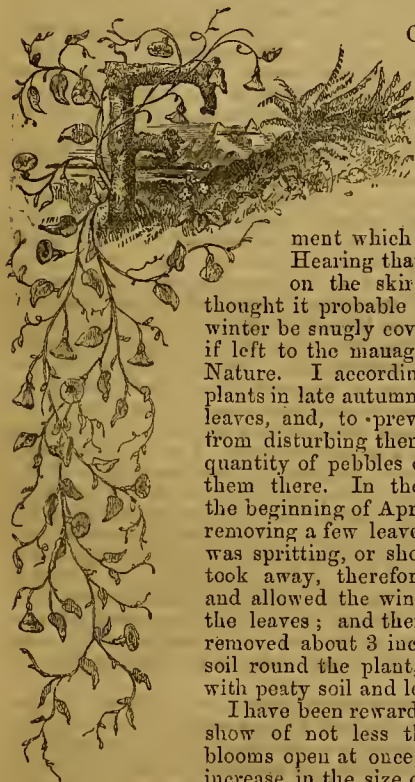 F
ment which
Hearing tha
on the skir
thought it probable
winter be snugly cov
if left to the manag
Nature. I accordin
plants in late autumn
leaves, and, to prev
from disturbing ther
quantity of pebbles
them there. In the
the beginning of Apr
removing a few leave
was spritting, or sho
took away, therefor
and allowed the win
the leaves; and the
removed about 3 inc
soil round the plant,
with peaty soil and le
I have been reward
show of not less th
blooms open at once
increase in the size